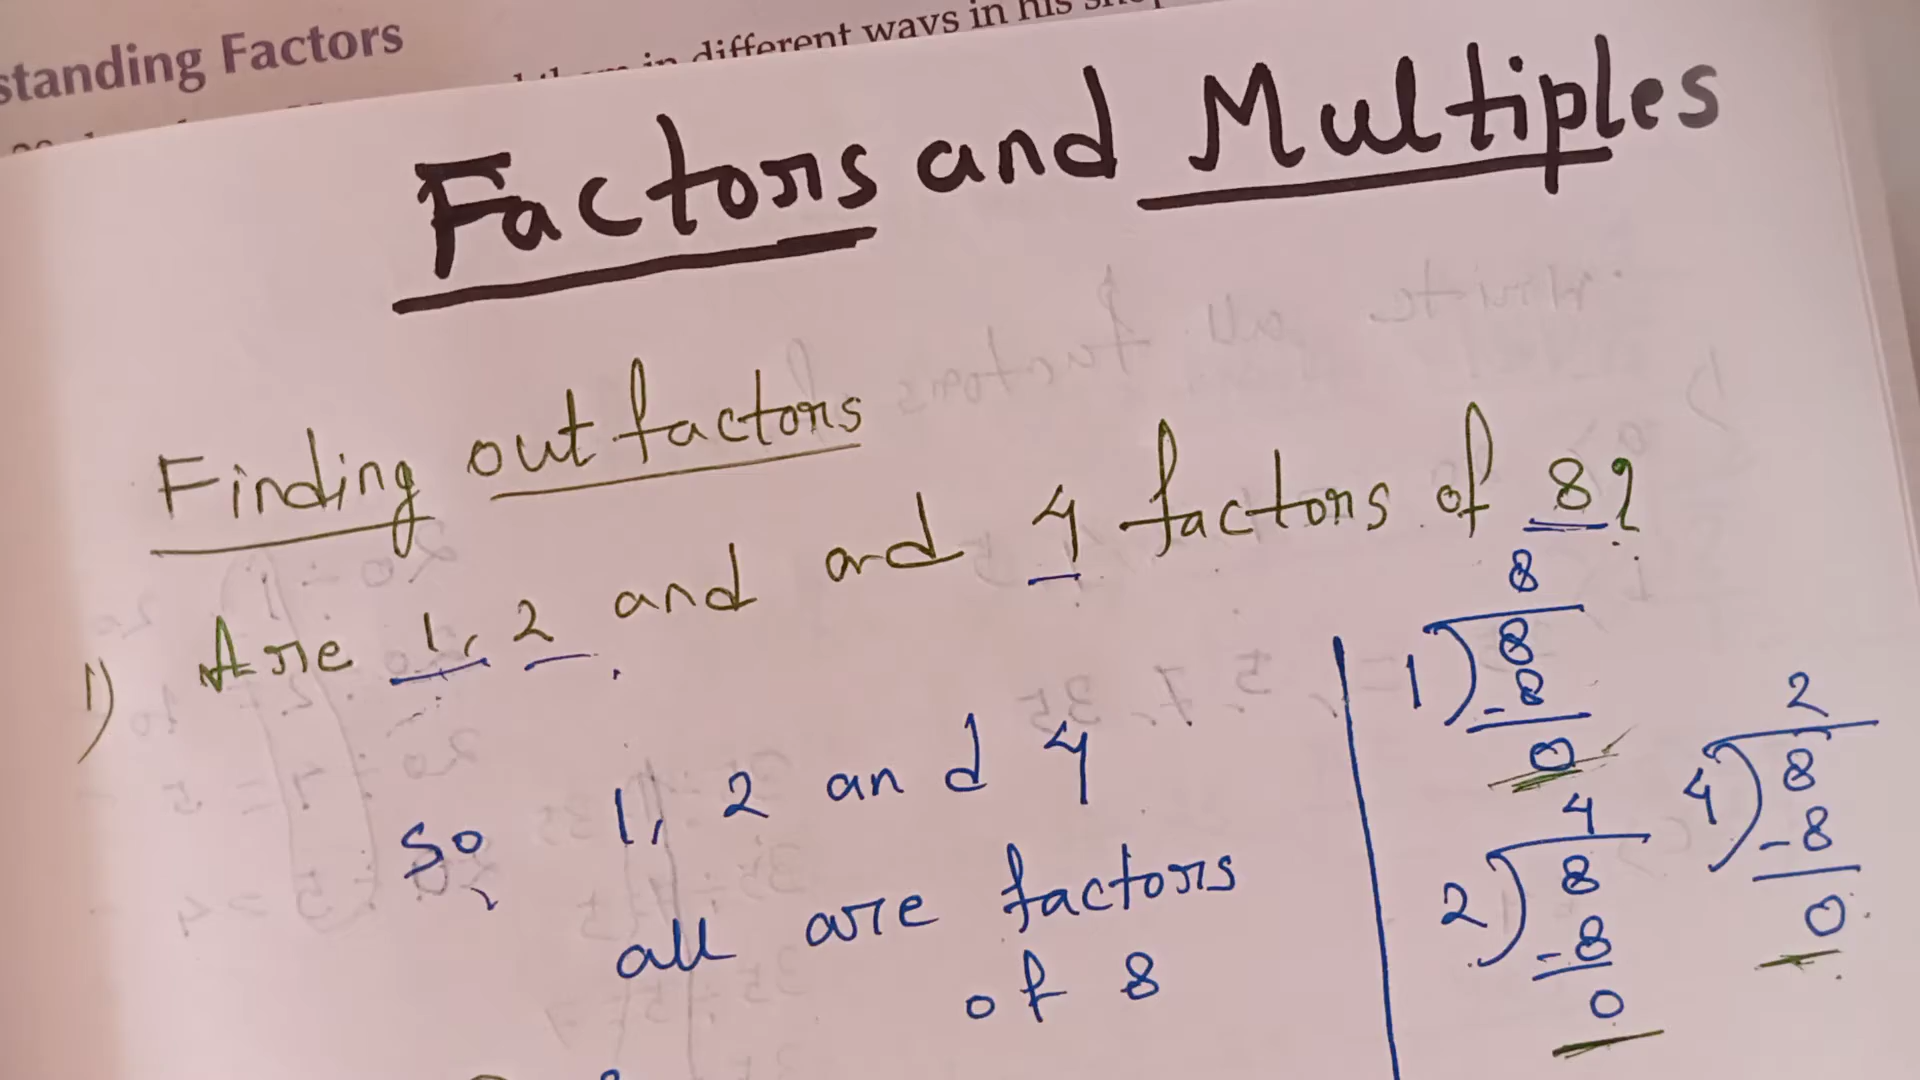 standing Factors
in different ways in his
Factors and Multiples
Finding out factors
1) Are 1, 2 and and 4 factors of 8?
So, 1, 2 and 4
all are factors
of 8
8
1) 8
- 8
0
4
2) 8
- 8
0
2
4) 8
- 8
0